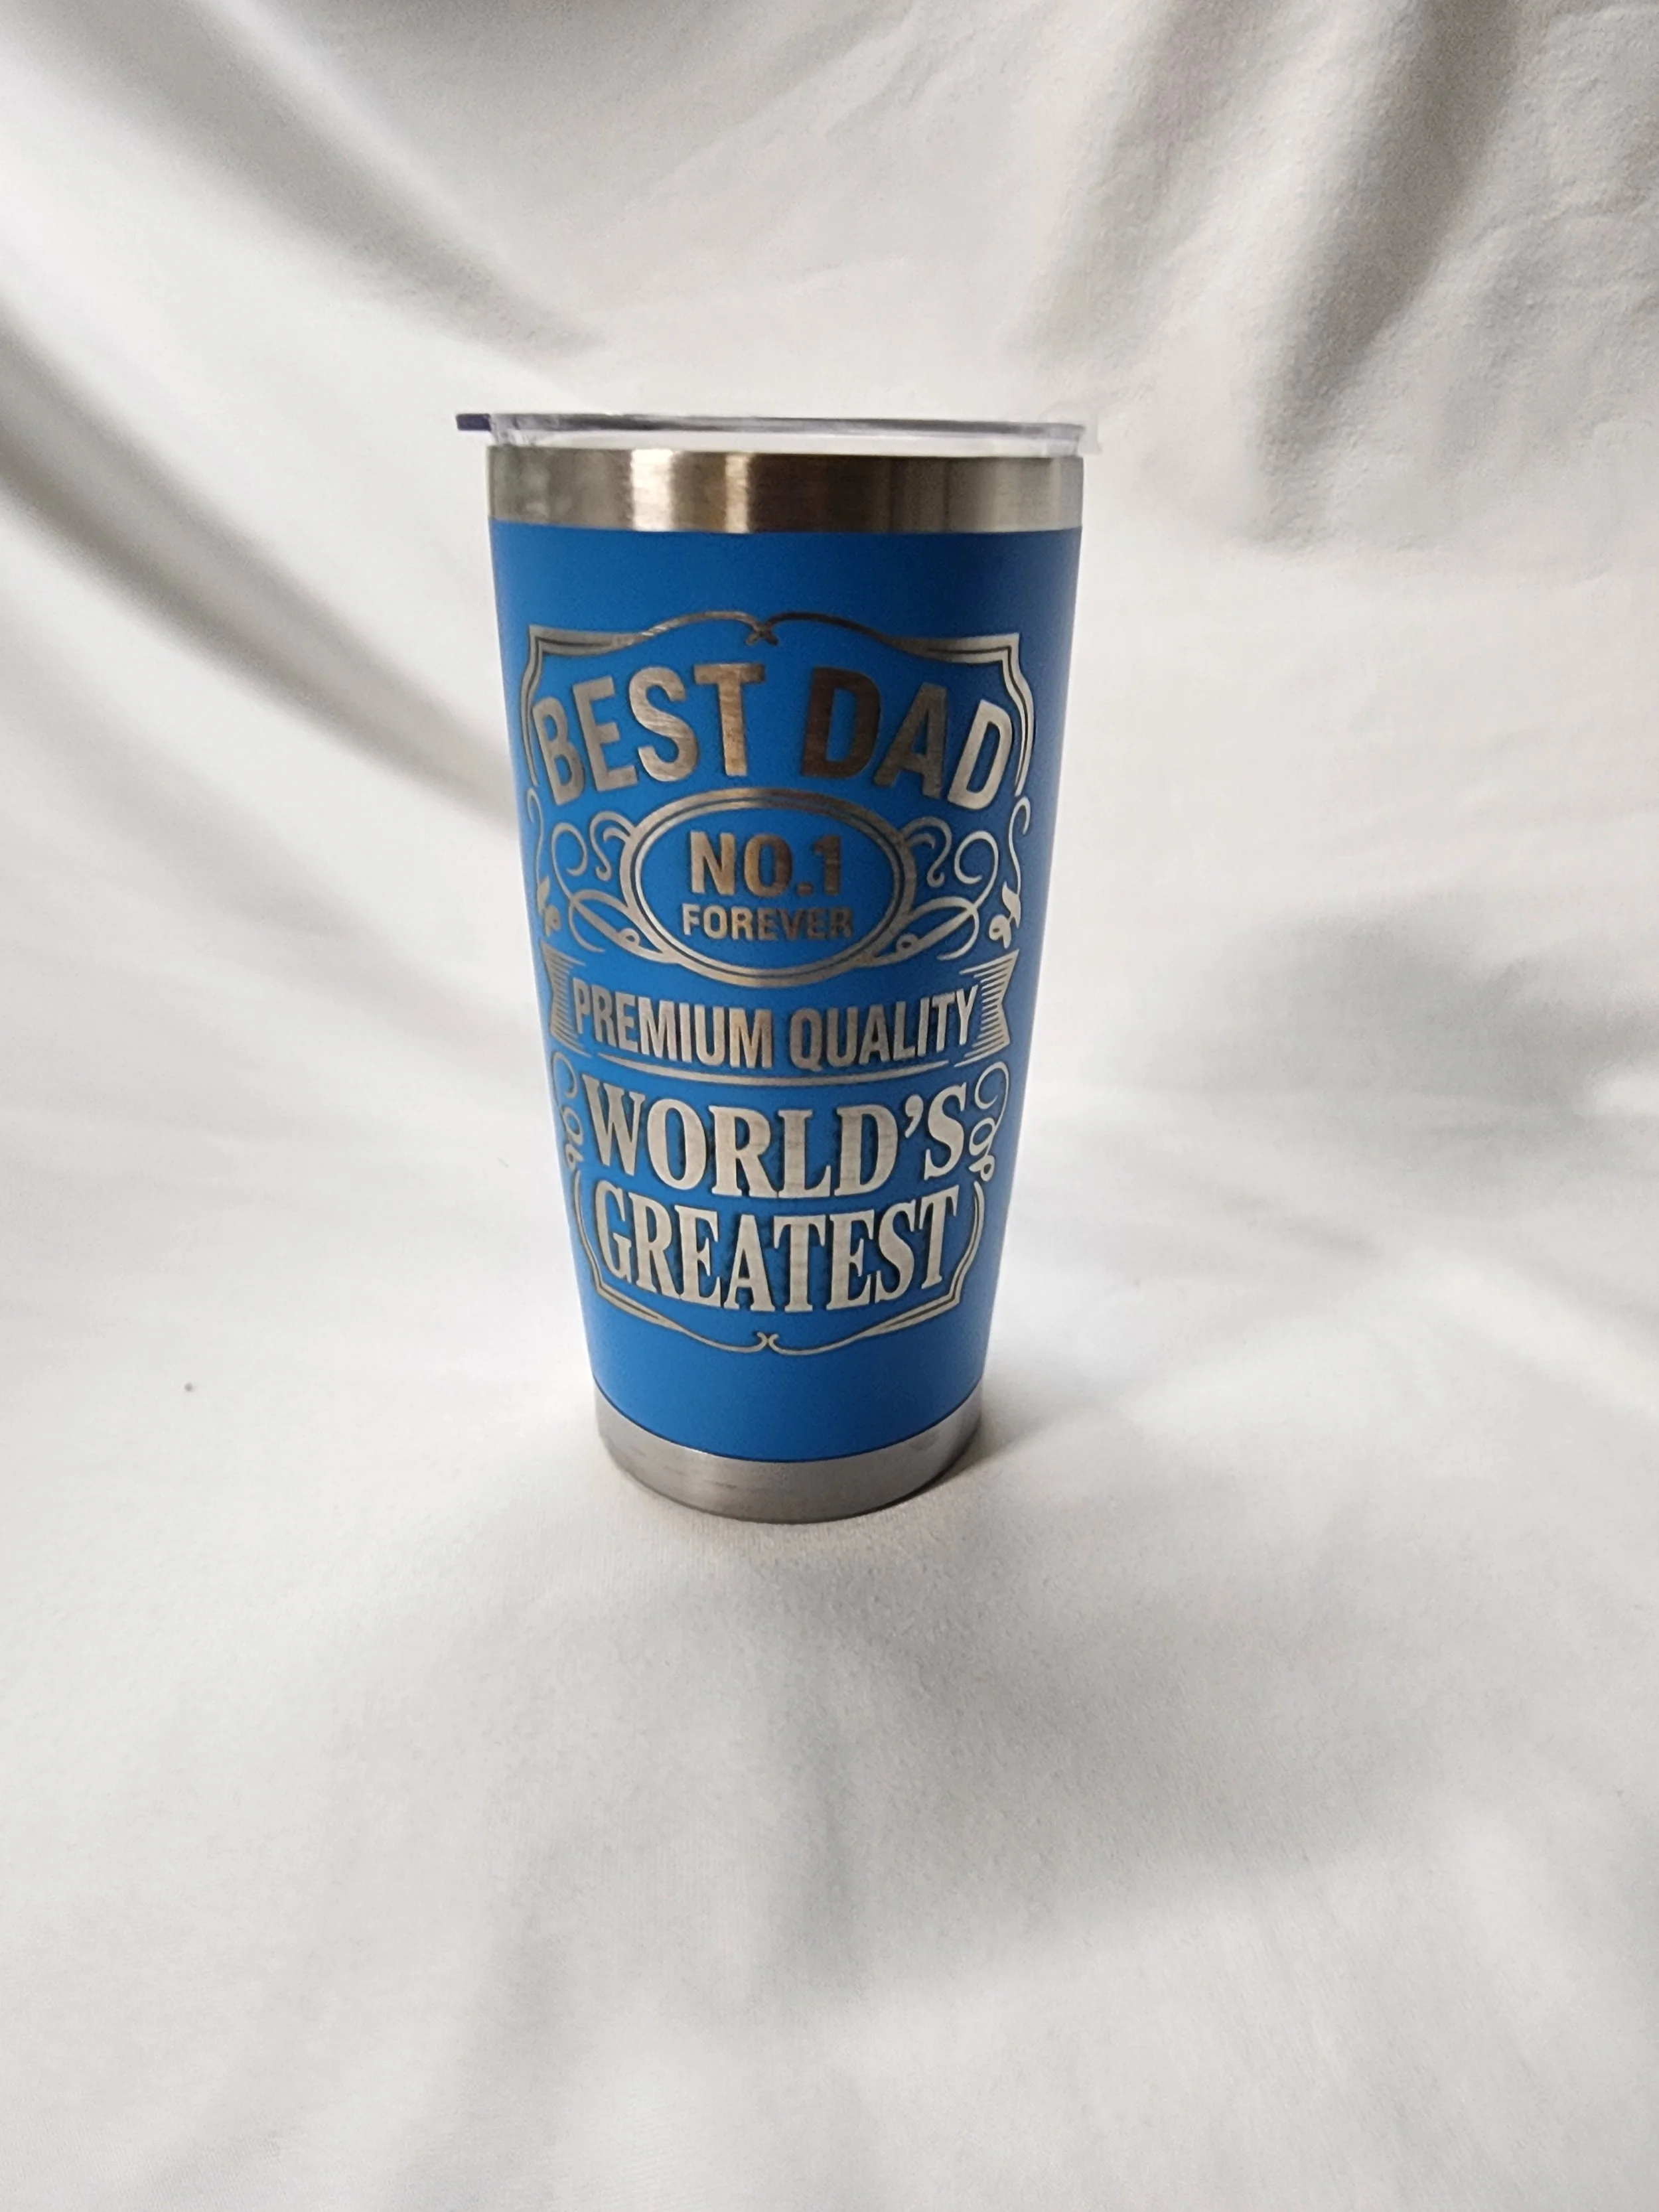 BEST DAD
NO.1
FOREVER
PREMIUM QUALITY
WORLD'S
GREATEST